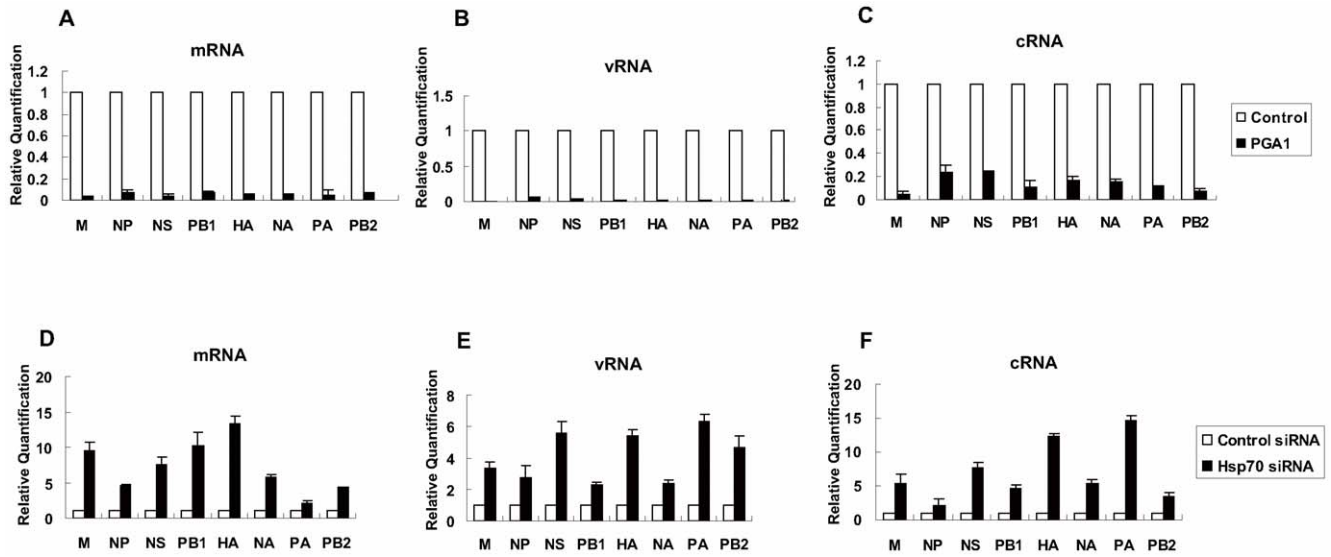 A
mRNA
Relative Quantification
1.2
1
0.8
0.6
0.4
0.2
0
M NP NS PB1 HA NA PA PB2
B
vRNA
Relative Quantification
1.5
1
0.5
0
M NP NS PB1 HA NA PA PB2
C
cRNA
Relative Quantification
1.2
1
0.8
0.6
0.4
0.2
0
M NP NS PB1 HA NA PA PB2
Control
PGA1
D
mRNA
Relative Quantification
20
15
10
5
0
M NP NS PB1 HA NA PA PB2
E
vRNA
Relative Quantification
8
6
4
2
0
M NP NS PB1 HA NA PA PB2
F
cRNA
Relative Quantification
20
15
10
5
0
M NP NS PB1 HA NA PA PB2
Control siRNA
Hsp70 siRNA